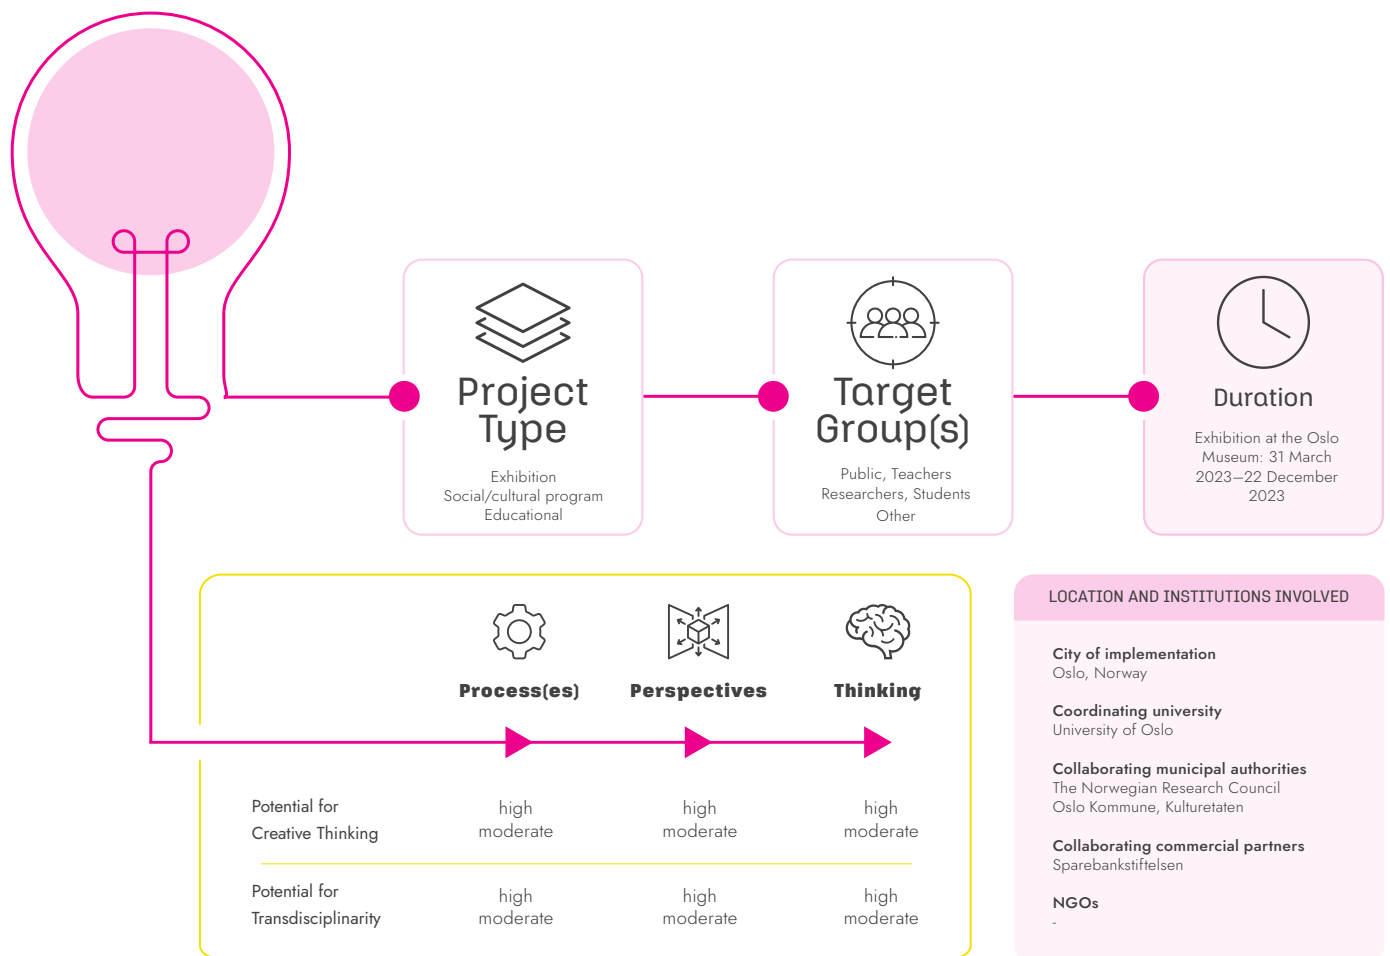 Project
Type
Exhibition
Social/cultural program
Educational
Target
Group(s)
Public, Teachers
Researchers, Students
Other
Duration
Exhibition at the Oslo
Museum: 31 March
2023–22 December
2023
Process(es)
Perspectives
Thinking
Potential for
Creative Thinking
high
moderate
high
moderate
high
moderate
Potential for
Transdisciplinarity
high
moderate
high
moderate
high
moderate
LOCATION AND INSTITUTIONS INVOLVED
City of implementation
Oslo, Norway
Coordinating university
University of Oslo
Collaborating municipal authorities
The Norwegian Research Council
Oslo Kommune, Kulturetaten
Collaborating commercial partners
Sparebankstiftelsen
NGOs
-